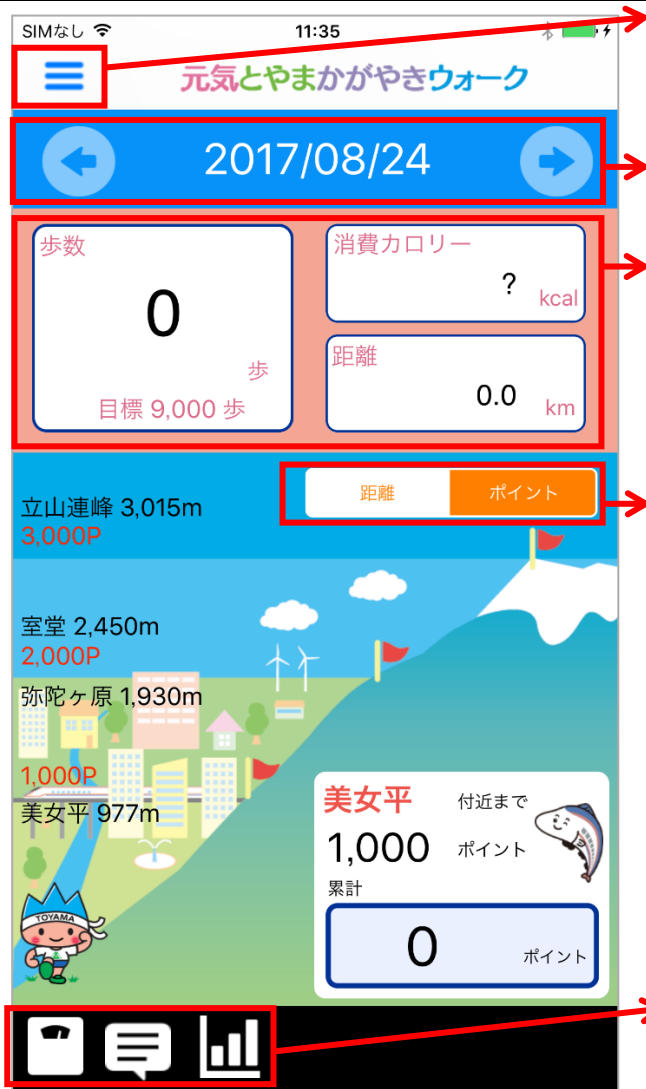 SIMなし 11:35
元気とやまかがやきウォーク
2017/08/24
歩数
0
歩
目標 9,000 歩
消費カロリー
? kcal
距離
0.0 km
距離 ポイント
立山連峰 3,015m
3,000P
室堂 2,450m
2,000P
弥陀ヶ原 1,930m
1,000P
美女平 977m
美女平 付近まで
1,000 ポイント
累計
0 ポイント
TOYAMA